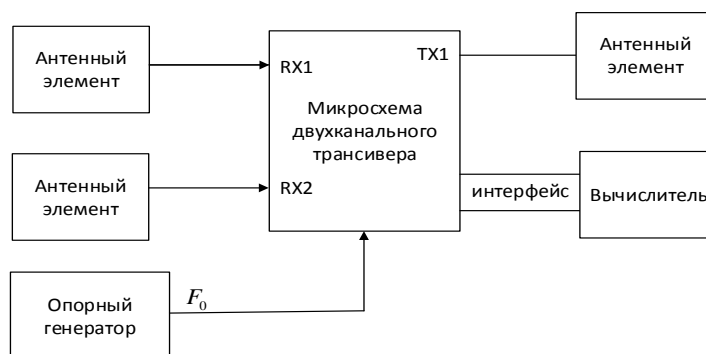 Антенный
элемент
RX1
TX1
Антенный
элемент
Микросхема
двухканального
трансивера
Антенный
элемент
RX2
интерфейс
Вычислитель
Опорный
генератор
F₀